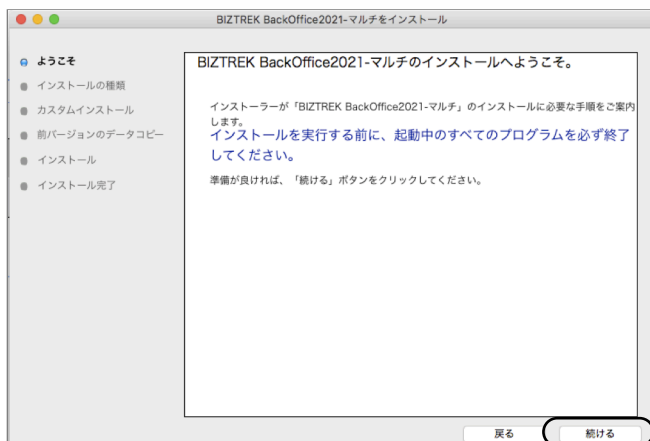 BIZTREK BackOffice2021-マルチをインストール
ようこそ
インストールの種類
カスタムインストール
前バージョンのデータコピー
インストール
インストール完了
BIZTREK BackOffice2021-マルチのインストールへようこそ。
インストーラーが「BIZTREK BackOffice2021-マルチ」のインストールに必要な手順をご案内
します。
インストールを実行する前に、起動中のすべてのプログラムを必ず終了
してください。
準備が良ければ、「続ける」ボタンをクリックしてください。
戻る
続ける